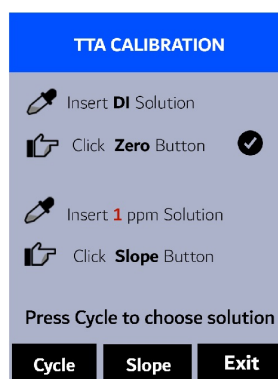 TTA CALIBRATION
Insert DI Solution
Click Zero Button
Insert 1 ppm Solution
Click Slope Button
Press Cycle to choose solution
Cycle Slope Exit